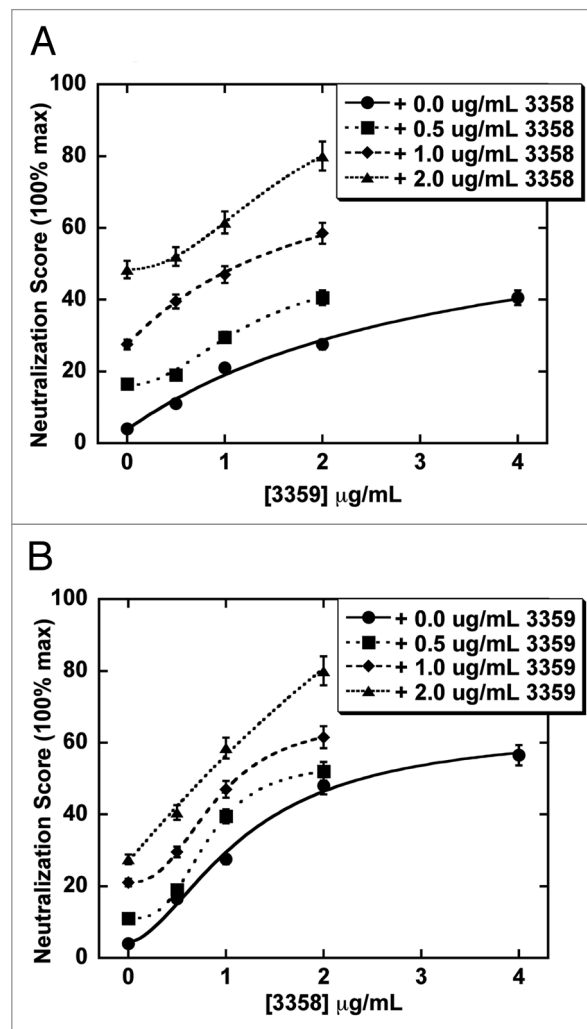 A
Neutralization Score (100% max)
100
80
60
40
20
0
+ 0.0 ug/mL 3358
+ 0.5 ug/mL 3358
+ 1.0 ug/mL 3358
+ 2.0 ug/mL 3358
0 1 2 3 4
[3359] μg/mL
B
Neutralization Score (100% max)
100
80
60
40
20
0
+ 0.0 ug/mL 3359
+ 0.5 ug/mL 3359
+ 1.0 ug/mL 3359
+ 2.0 ug/mL 3359
0 1 2 3 4
[3358] μg/mL